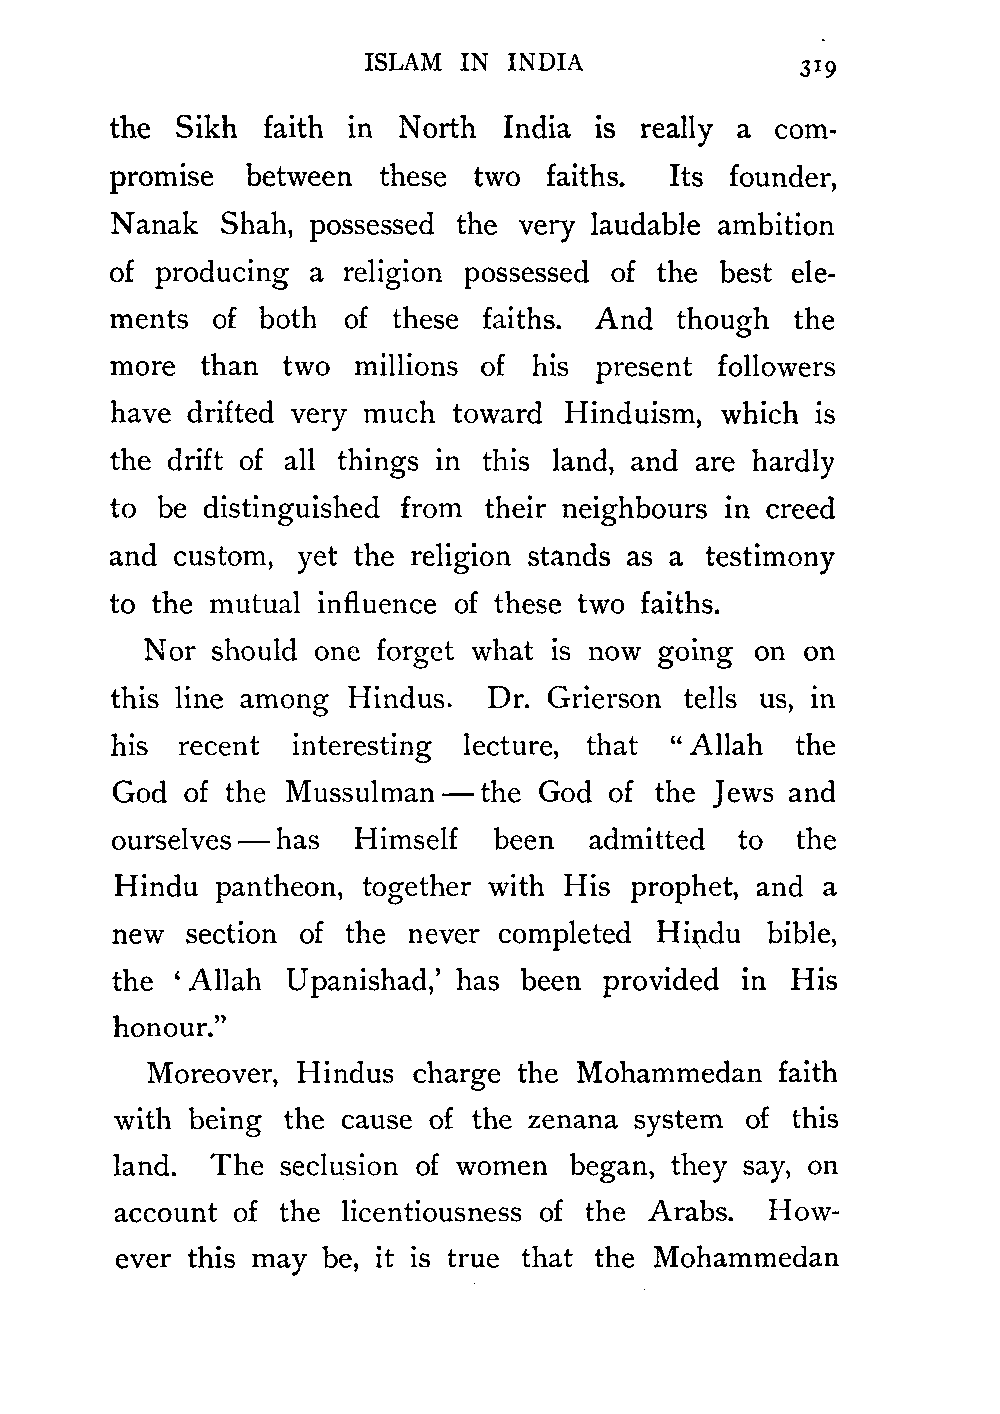 ISLAM IN INDIA 319
the Sikh faith in North India is really a com-
promise between these two faiths. Its founder,
Nanak Shah, possessed the very laudable ambition
of producing a religion possessed of the best ele-
ments of both of these faiths. And though the
more than two millions of his present followers
have drifted very much toward Hinduism, which is
the drift of all things in this land, and are hardly
to be distinguished from their neighbours in creed
and custom, yet the religion stands as a testimony
to the mutual influence of these two faiths.
Nor should one forget what is now going on on
this line among Hindus. Dr. Grierson tells us, in
his recent interesting lecture, that “Allah the
God of the Mussulman — the God of the Jews and
ourselves — has Himself been admitted to the
Hindu pantheon, together with His prophet, and a
new section of the never completed Hindu bible,
the ‘Allah Upanishad,’ has been provided in His
honour.”
Moreover, Hindus charge the Mohammedan faith
with being the cause of the zenana system of this
land. The seclusion of women began, they say, on
account of the licentiousness of the Arabs. How-
ever this may be, it is true that the Mohammedan